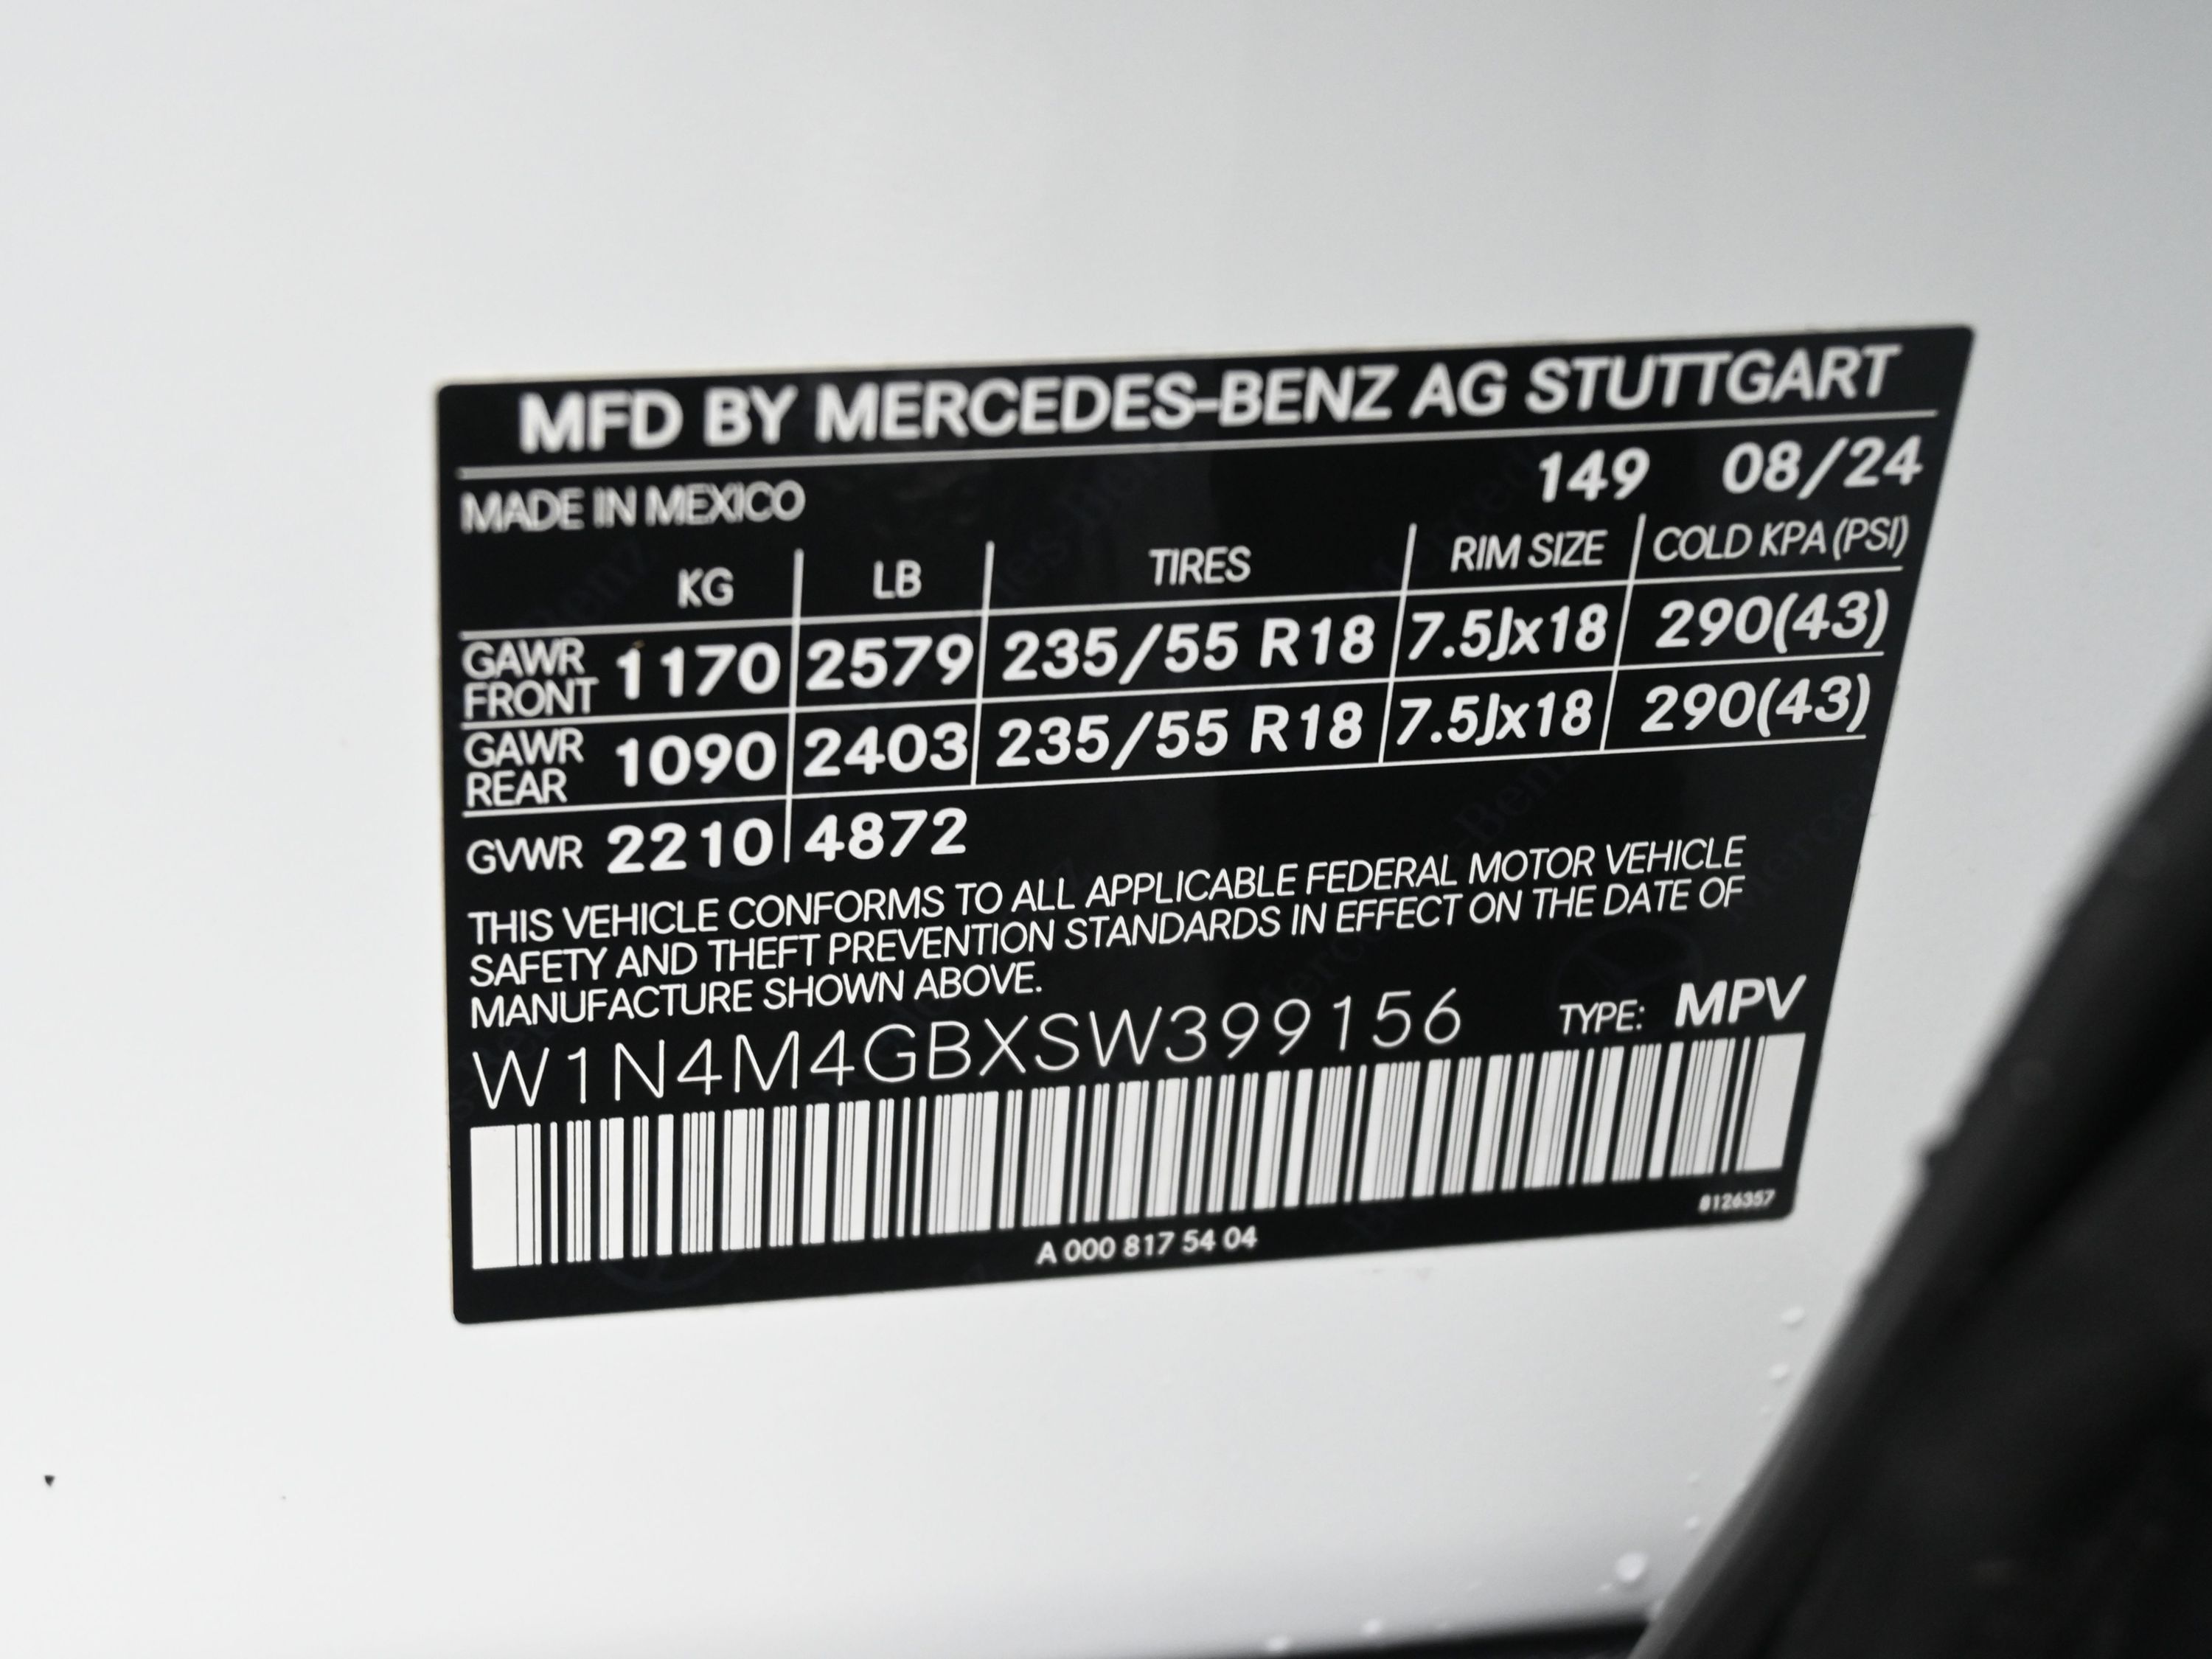 MFD BY MERCEDES-BENZ AG STUTTGART
MADE IN MEXICO 149 08/24
KG LB TIRES RIM SIZE COLD KPA (PSI)
GAWR FRONT 1170 2579 235/55 R18 7.5Jx18 290(43)
GAWR REAR 1090 2403 235/55 R18 7.5Jx18 290(43)
GVWR 2210 4872
THIS VEHICLE CONFORMS TO ALL APPLICABLE FEDERAL MOTOR VEHICLE
SAFETY AND THEFT PREVENTION STANDARDS IN EFFECT ON THE DATE OF
MANUFACTURE SHOWN ABOVE.
W1N4M4GBXSW399156 TYPE: MPV
A 000 817 54 04
8126357